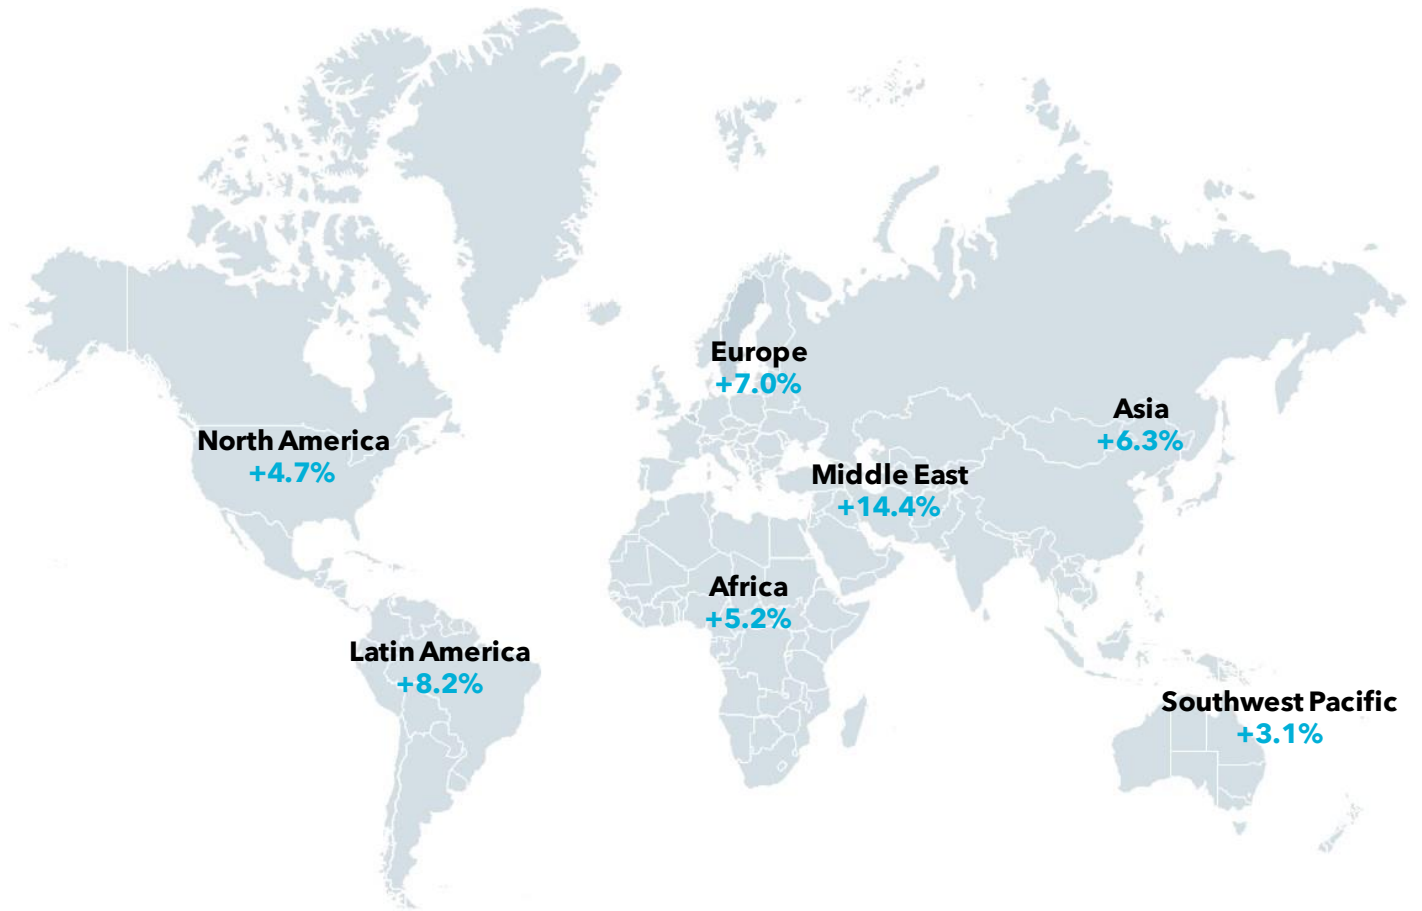 Europe
+7.0%
Asia
+6.3%
North America
+4.7%
Middle East
+14.4%
Africa
+5.2%
Latin America
+8.2%
Southwest Pacific
+3.1%